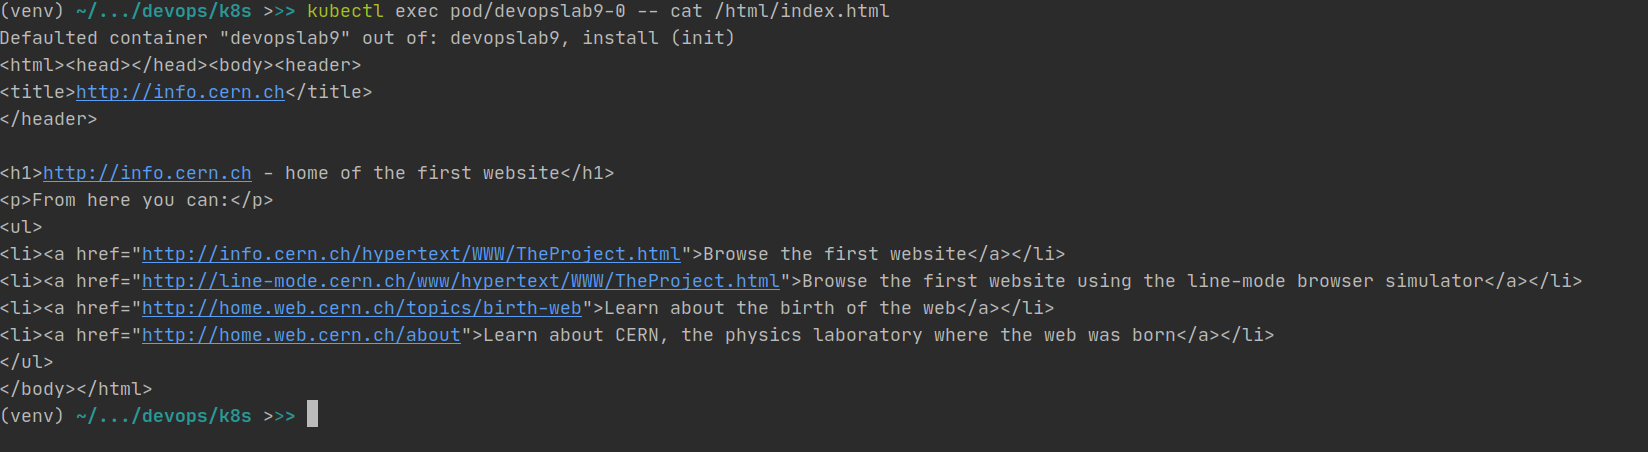 (venv) ~/.../devops/k8s >>> kubectl exec pod/devopslab9-0 -- cat /html/index.html
Defaulted container "devopslab9" out of: devopslab9, install (init)
<html><head></head><body><header>
<title>http://info.cern.ch</title>
</header>

<h1>http://info.cern.ch - home of the first website</h1>
<p>From here you can:</p>
<ul>
<li><a href="http://info.cern.ch/hypertext/WWW/TheProject.html">Browse the first website</a></li>
<li><a href="http://line-mode.cern.ch/www/hypertext/WWW/TheProject.html">Browse the first website using the line-mode browser simulator</a></li>
<li><a href="http://home.web.cern.ch/topics/birth-web">Learn about the birth of the web</a></li>
<li><a href="http://home.web.cern.ch/about">Learn about CERN, the physics laboratory where the web was born</a></li>
</ul>
</body></html>
(venv) ~/.../devops/k8s >>>